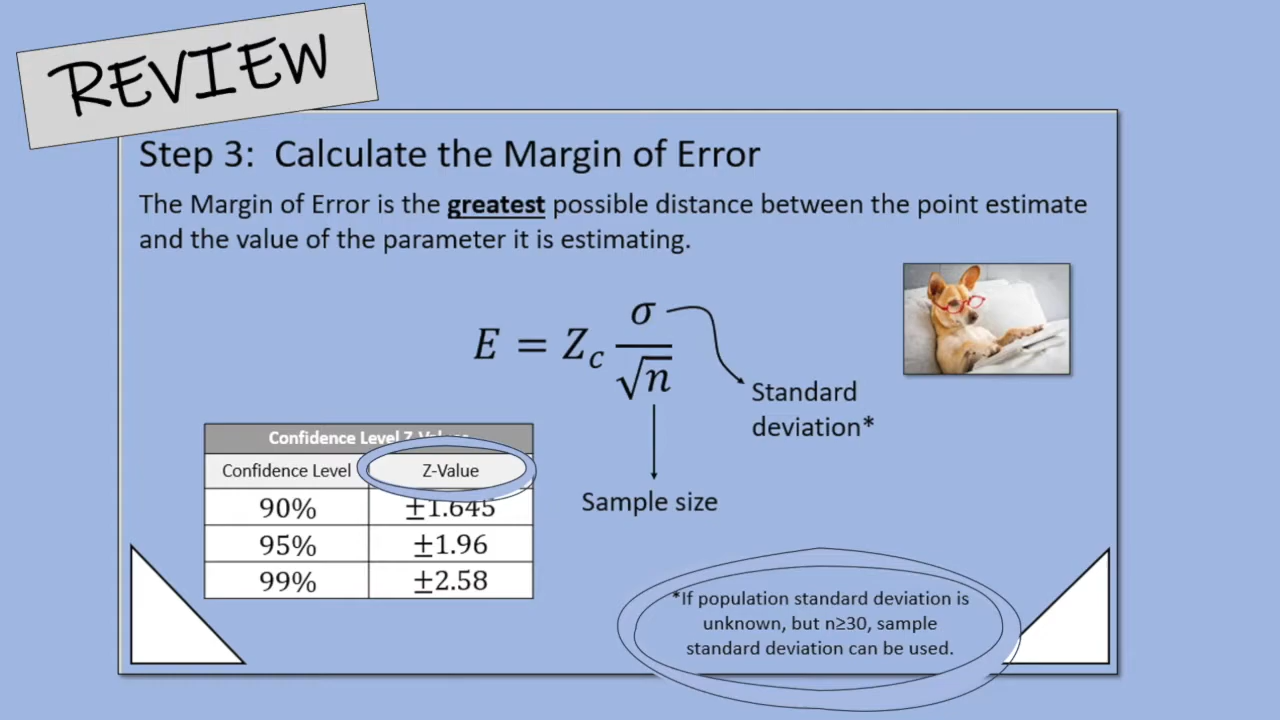 REVIEW
Step 3: Calculate the Margin of Error
The Margin of Error is the greatest possible distance between the point estimate
and the value of the parameter it is estimating.
E = Z_c σ/√n
Standard
deviation*
Sample size
Confidence Level Z-Values
Confidence Level Z-Value
90% ±1.645
95% ±1.96
99% ±2.58
*If population standard deviation is
unknown, but n≥30, sample
standard deviation can be used.